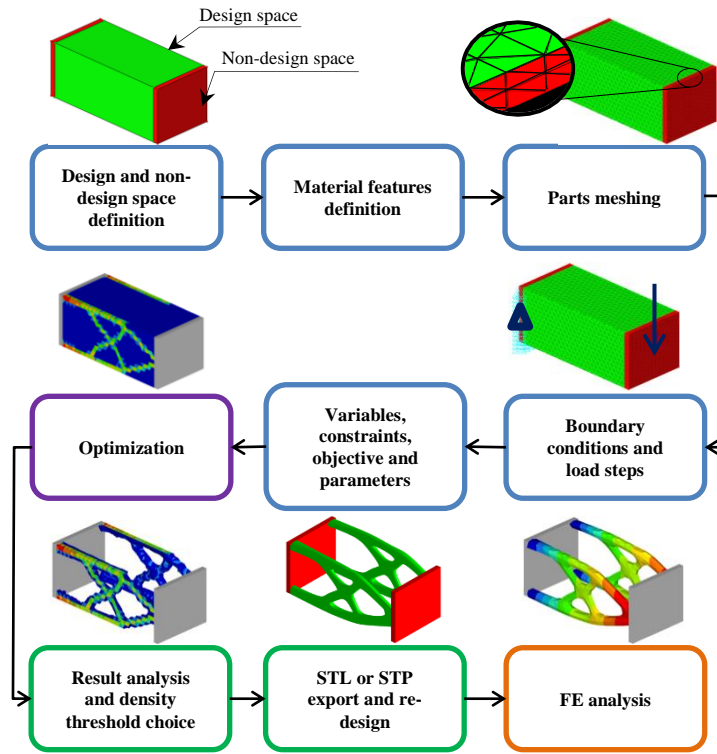 Design space
Non-design space
Design and non-
design space
definition
Material features
definition
Parts meshing
Optimization
Variables,
constraints,
objective and
parameters
Boundary
conditions and
load steps
Result analysis
and density
threshold choice
STL or STP
export and re-
design
FE analysis